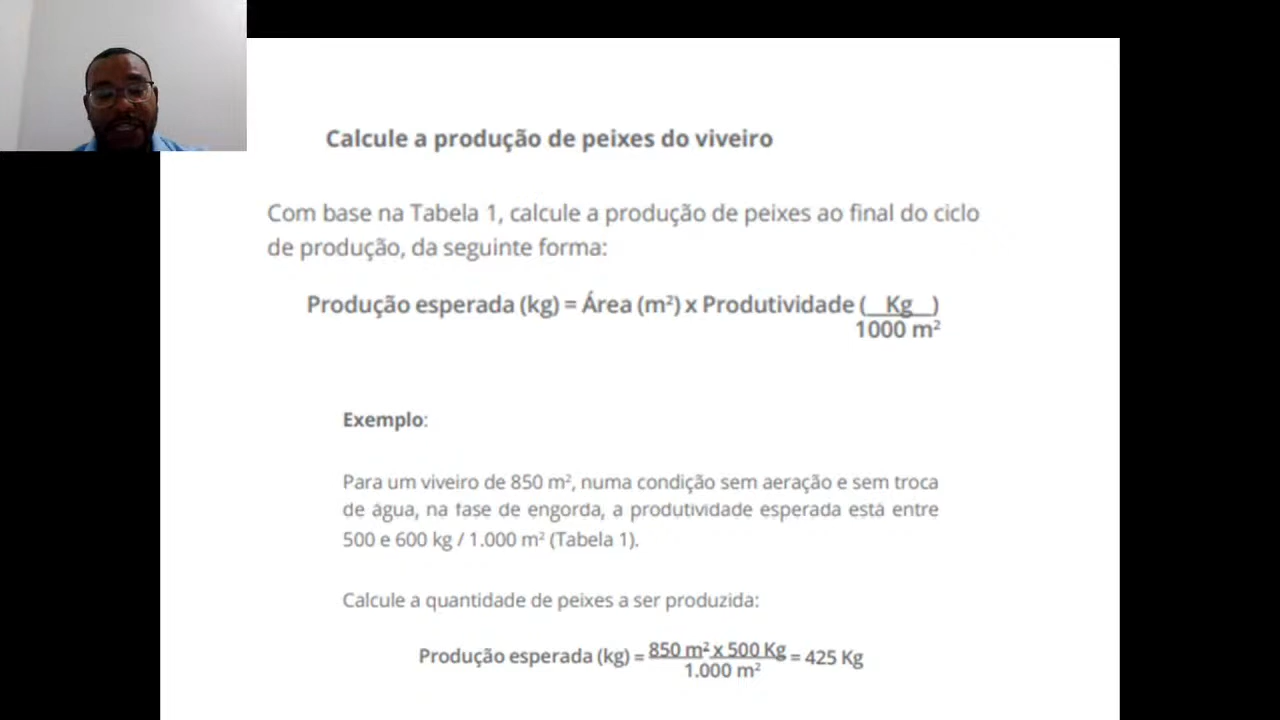 Calcule a produção de peixes do viveiro
Com base na Tabela 1, calcule a produção de peixes ao final do ciclo
de produção, da seguinte forma:
Produção esperada (kg) = Área (m²) x Produtividade (__Kg__)
1000 m²
Exemplo:
Para um viveiro de 850 m², numa condição sem aeração e sem troca
de água, na fase de engorda, a produtividade esperada está entre
500 e 600 kg / 1.000 m² (Tabela 1).
Calcule a quantidade de peixes a ser produzida:
Produção esperada (kg) = 850 m² x 500 Kg = 425 Kg
1.000 m²